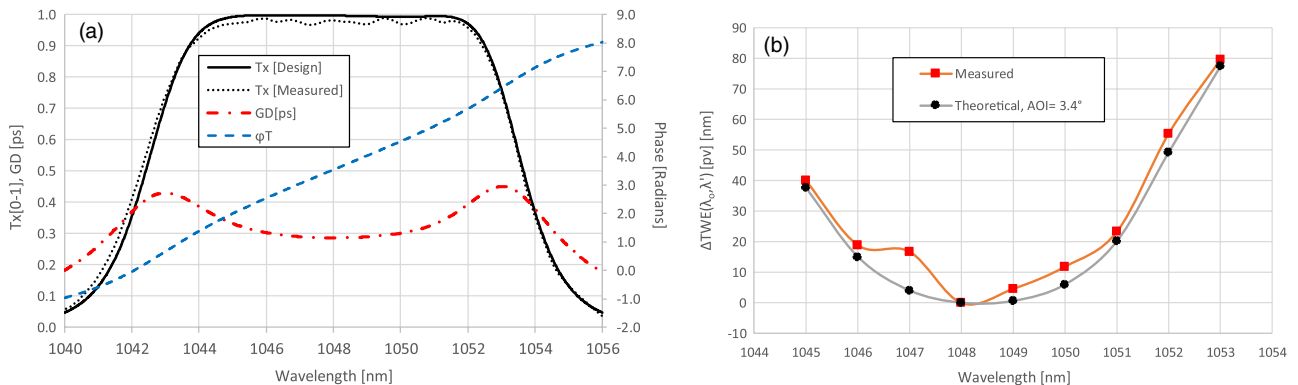 (a)
1.0
0.9
0.8
0.7
0.6
0.5
0.4
0.3
0.2
0.1
0.0
Tx[0-1], GD [ps]
Tx [Design]
Tx [Measured]
GD[ps]
φT
9.0
8.0
7.0
6.0
5.0
4.0
3.0
2.0
1.0
0.0
-1.0
-2.0
Phase [Radians]
1040 1042 1044 1046 1048 1050 1052 1054 1056
Wavelength [nm]
(b)
90
80
70
60
50
40
30
20
10
0
-10
ΔTWE(λo,λ') [pv] [nm]
Measured
Theoretical, AOI= 3.4°
1044 1045 1046 1047 1048 1049 1050 1051 1052 1053 1054
Wavelength [nm]